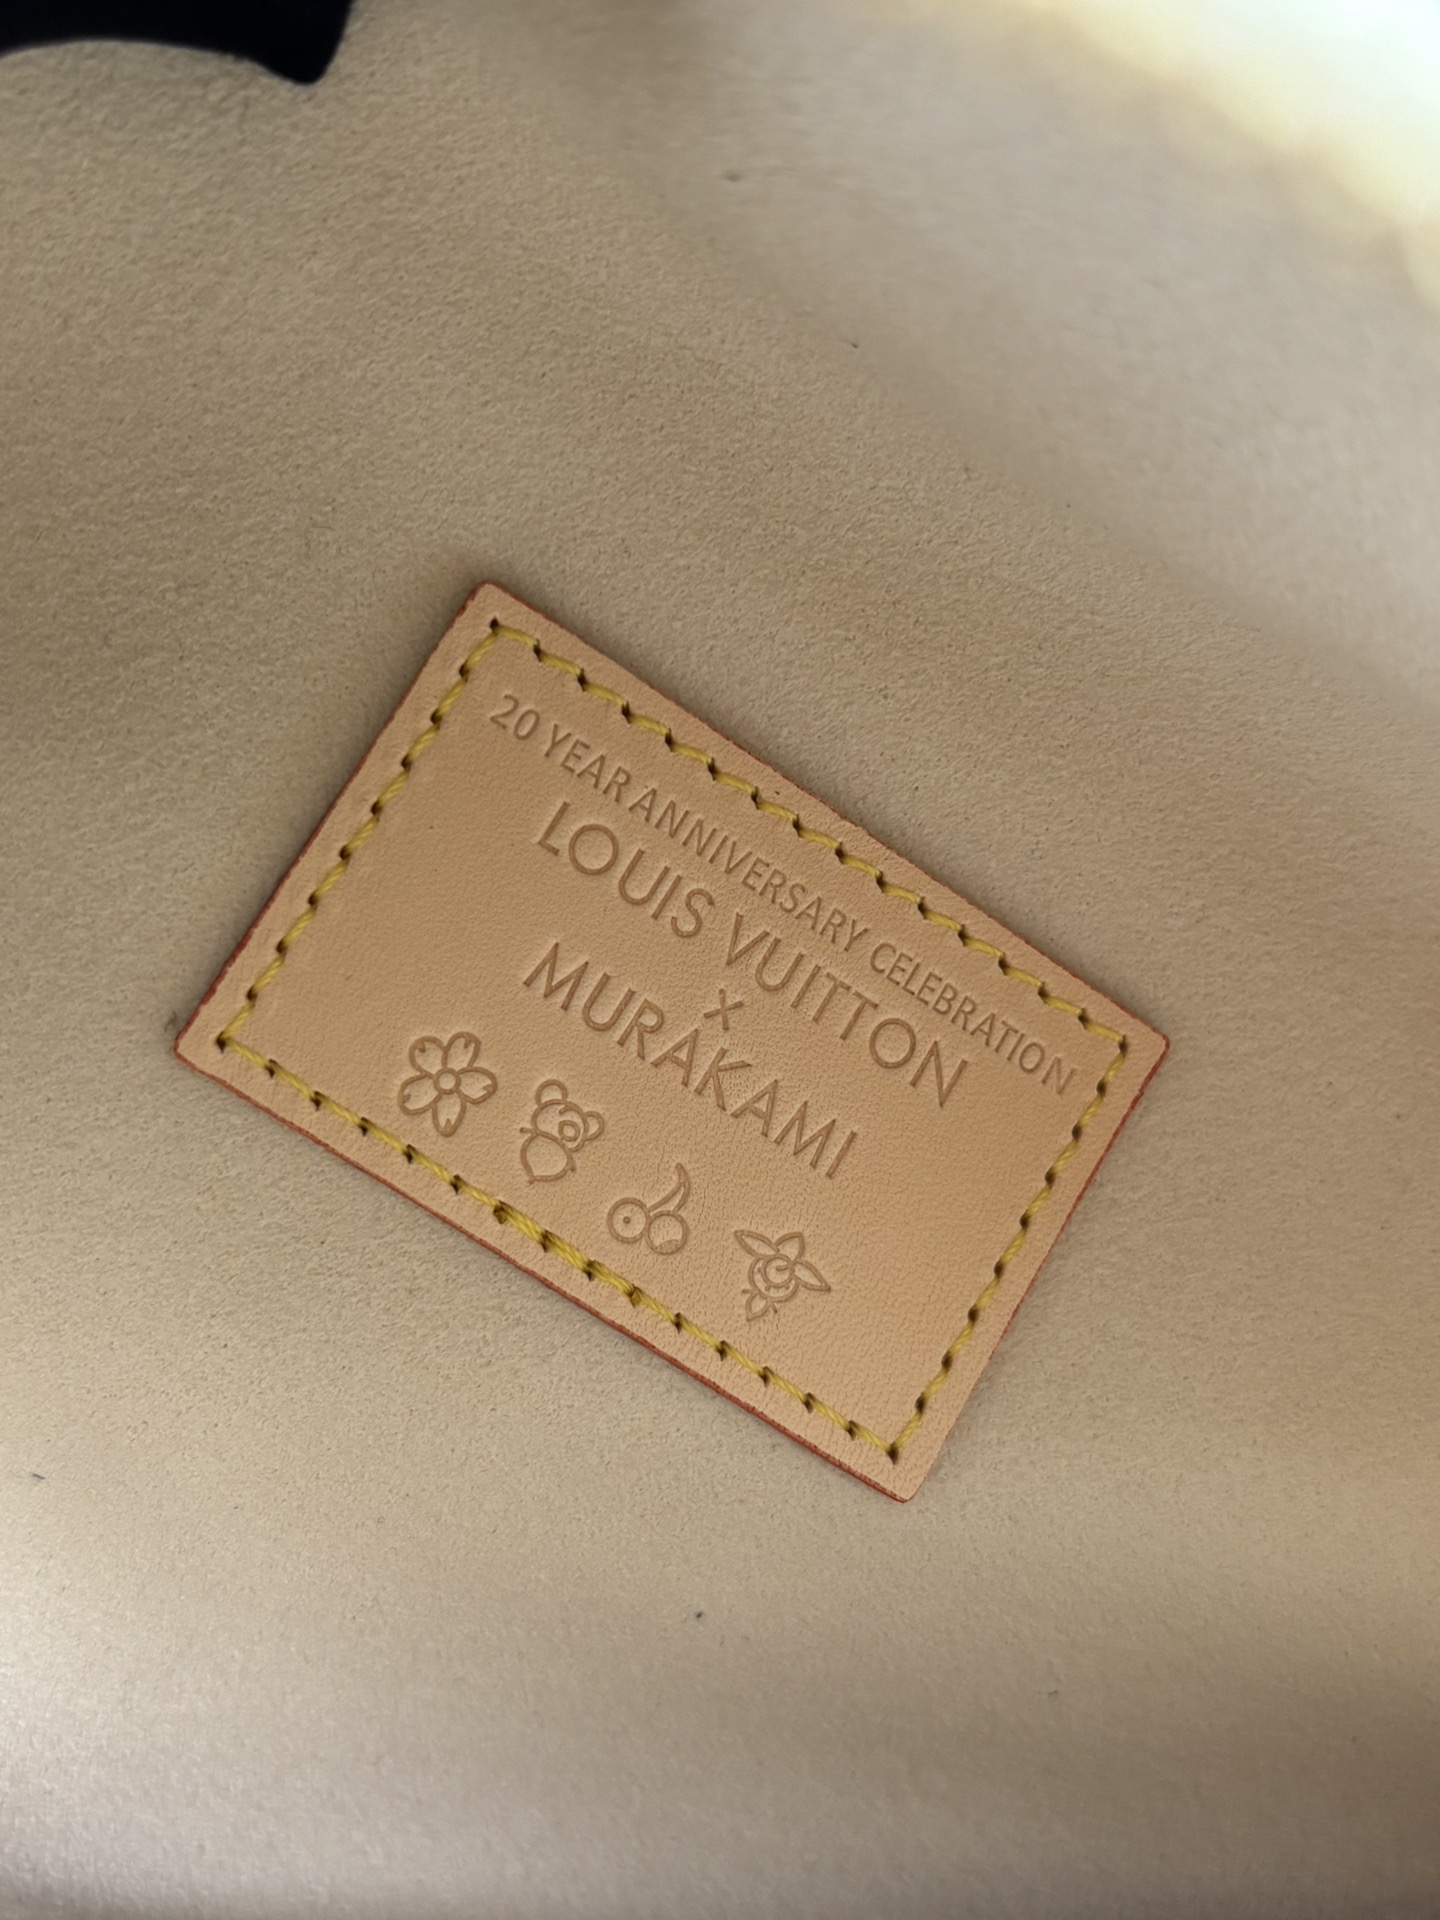 20 YEAR ANNIVERSARY CELEBRATION
LOUIS VUITTON
x
MURAKAMI